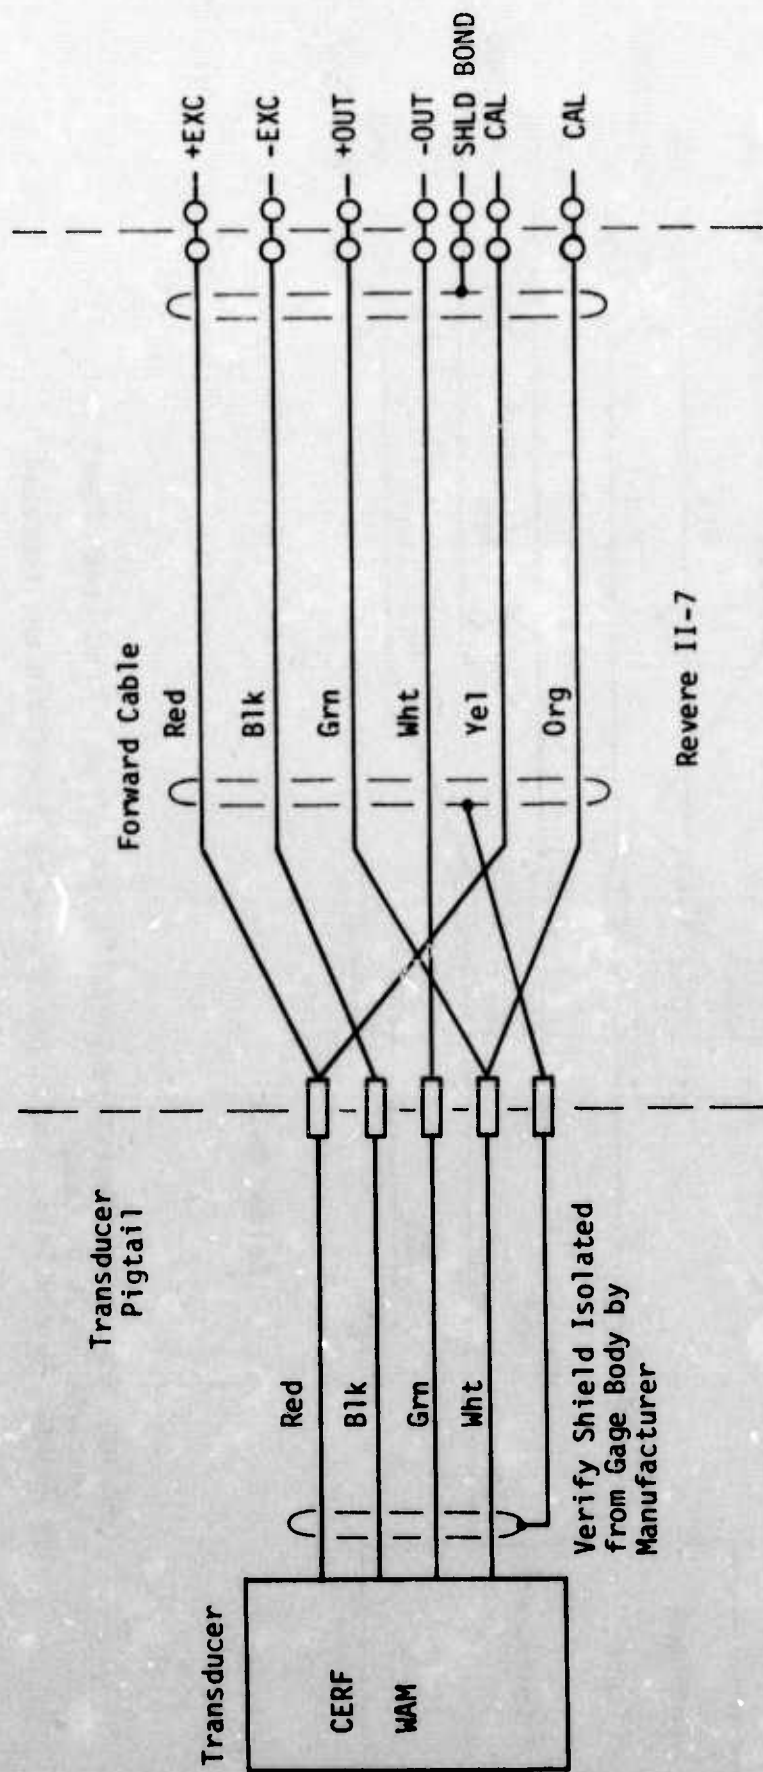 Transducer
CERF
WAM
Transducer
Pigtail
Red
Blk
Grn
Wht
Verify Shield Isolated
from Gage Body by
Manufacturer
Forward Cable
Red
Blk
Grn
Wht
Yel
Org
Revere II-7
+EXC
-EXC
+OUT
-OUT
SHLD BOND
CAL
CAL